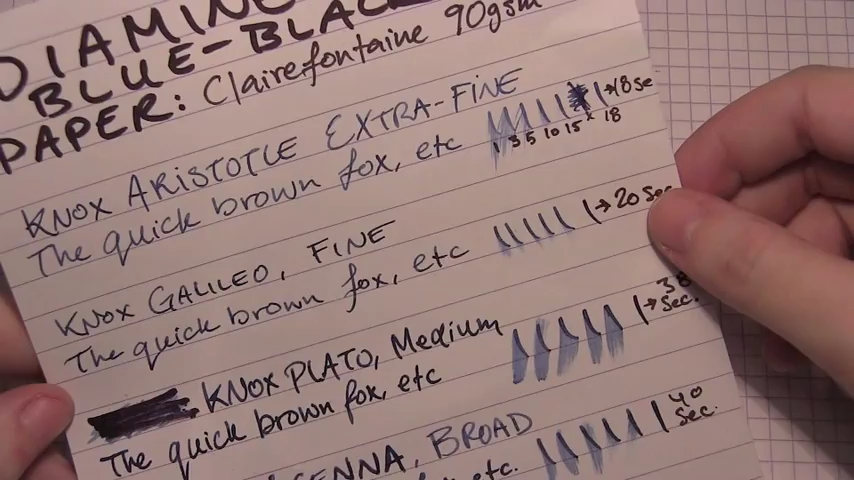 DIAMINE
BLUE-BLACK
PAPER: Clairefontaine 90gsm
KNOX ARISTOTLE EXTRA-FINE
The quick brown fox, etc
1 3 5 10 15 x 18
→18 Se
KNOX GALILEO, FINE
The quick brown fox, etc
→20 Sec
KNOX PLATO, Medium
The quick brown fox, etc
→38 Sec.
ENNA, BROAD
etc.
40 Sec.